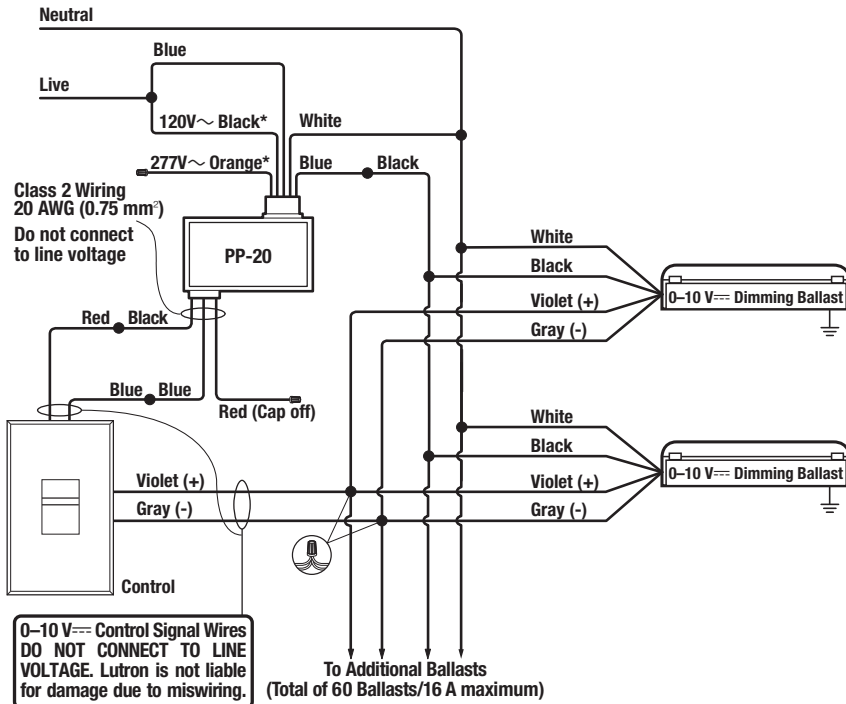 Neutral
Blue
Live
120V~ Black*
White
277V~ Orange*
Blue
Black
Class 2 Wiring
20 AWG (0.75 mm²)
Do not connect
to line voltage
PP-20
White
Black
Violet (+)
Gray (-)
0–10 V⎓ Dimming Ballast
Red
Black
Blue
Blue
Red (Cap off)
White
Black
Violet (+)
Gray (-)
0–10 V⎓ Dimming Ballast
Violet (+)
Gray (-)
Control
0–10 V⎓ Control Signal Wires
DO NOT CONNECT TO LINE
VOLTAGE. Lutron is not liable
for damage due to miswiring.
To Additional Ballasts
(Total of 60 Ballasts/16 A maximum)